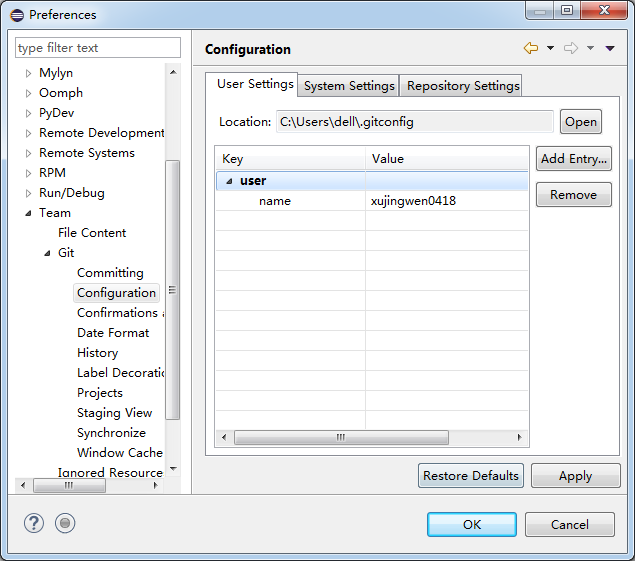 Preferences
type filter text
Mylyn
Oomph
PyDev
Remote Development
Remote Systems
RPM
Run/Debug
Team
File Content
Git
Committing
Configuration
Confirmations a
Date Format
History
Label Decoratio
Projects
Staging View
Synchronize
Window Cache
Ignored Resource
Configuration
User Settings
System Settings
Repository Settings
Location:
C:\Users\dell\.gitconfig
Open
Key
Value
user
name
xujingwen0418
Add Entry...
Remove
Restore Defaults
Apply
?
OK
Cancel